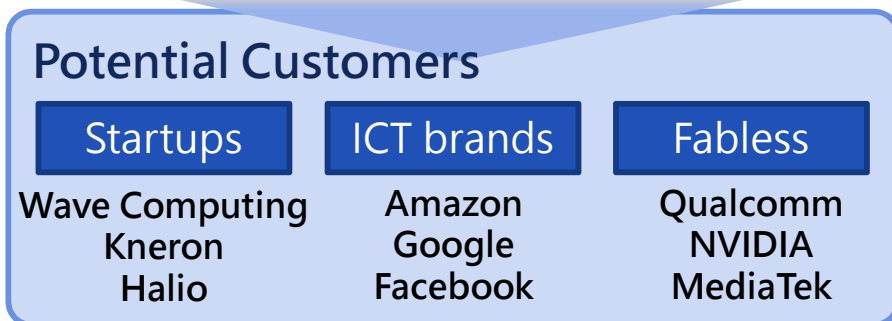 Potential Customers
Startups
Wave Computing
Kneron
Halio
ICT brands
Amazon
Google
Facebook
Fabless
Qualcomm
NVIDIA
MediaTek